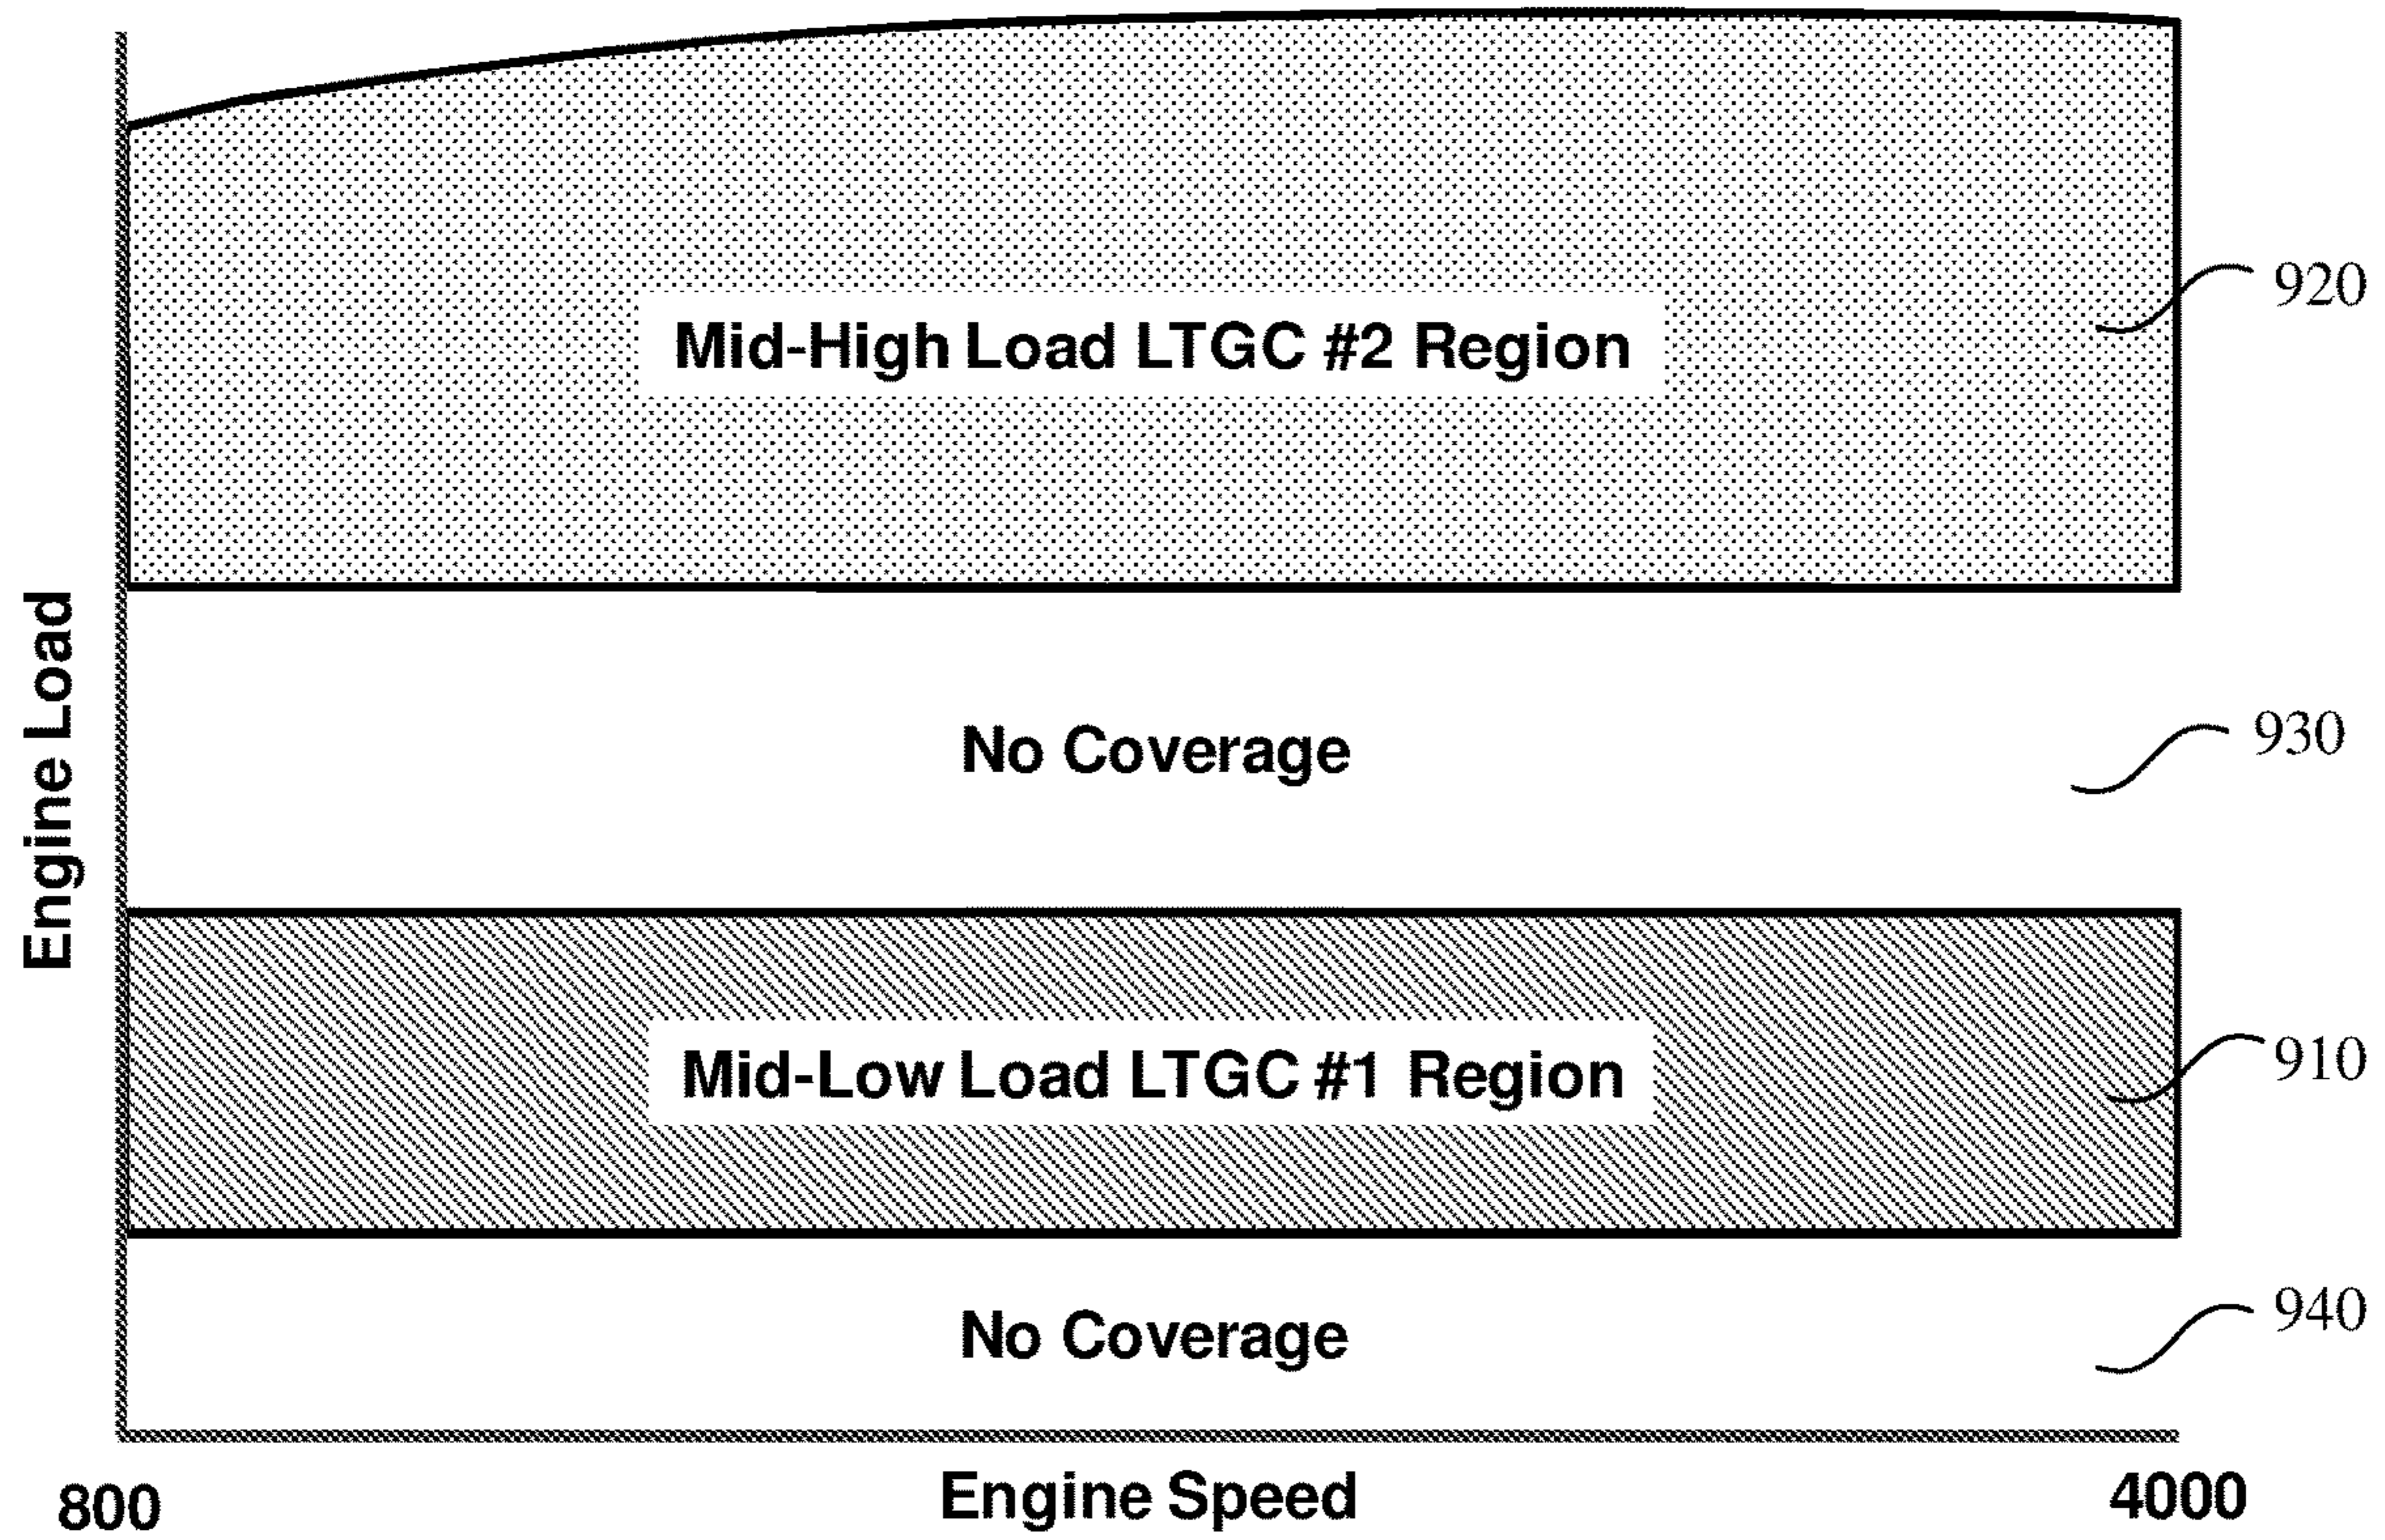 Mid-High Load LTGC #2 Region
920
Engine Load
No Coverage
930
Mid-Low Load LTGC #1 Region
910
No Coverage
940
800
Engine Speed
4000